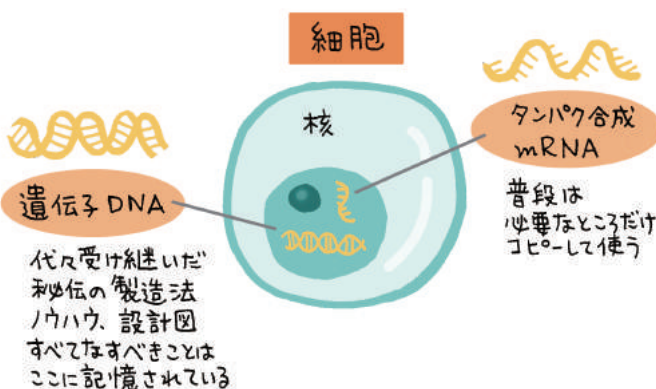 細胞
核
タンパク合成
mRNA
普段は
必要なところだけ
コピーして使う
遺伝子DNA
代々受け継いだ
秘伝の製造法
ノウハウ、設計図
すべてなすべきことは
ここに記憶されている